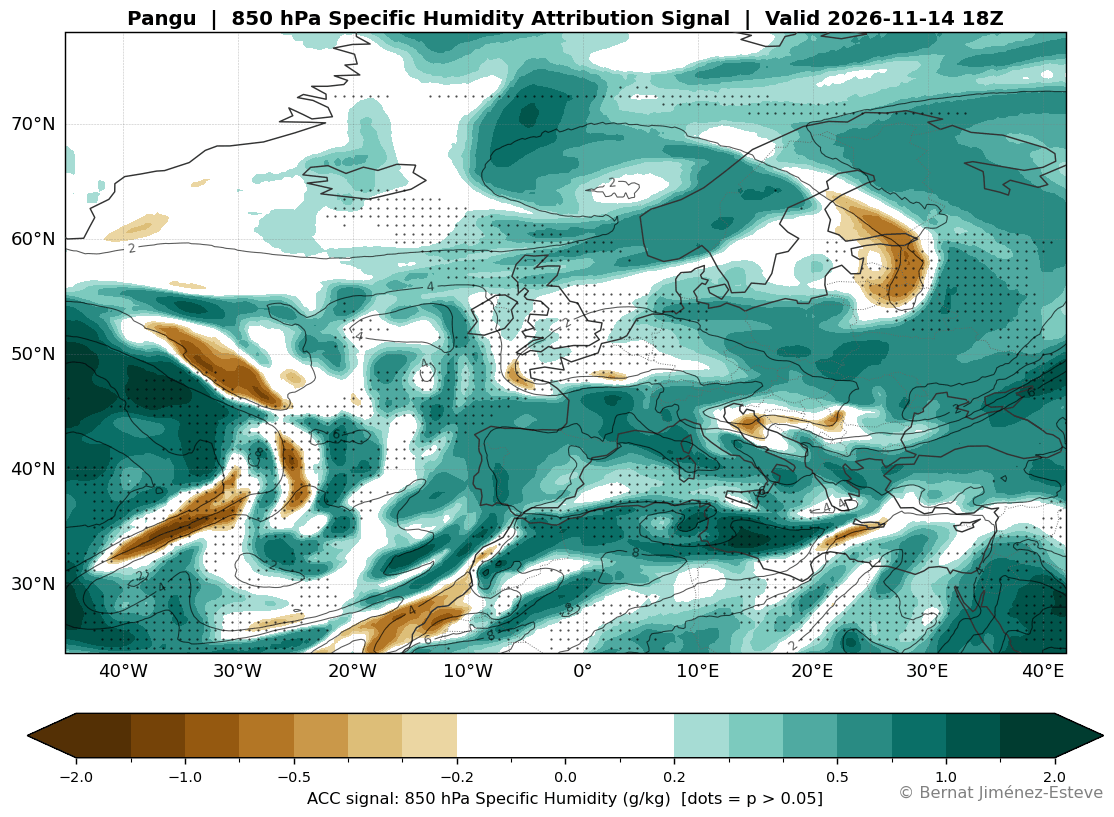 Pangu | 850 hPa Specific Humidity Attribution Signal | Valid 2026-11-14 18Z
70°N
60°N
50°N
40°N
30°N
40°W 30°W 20°W 10°W 0° 10°E 20°E 30°E 40°E
−2.0 −1.0 −0.5 −0.2 0.0 0.2 0.5 1.0 2.0
ACC signal: 850 hPa Specific Humidity (g/kg) [dots = p > 0.05]
© Bernat Jiménez-Esteve